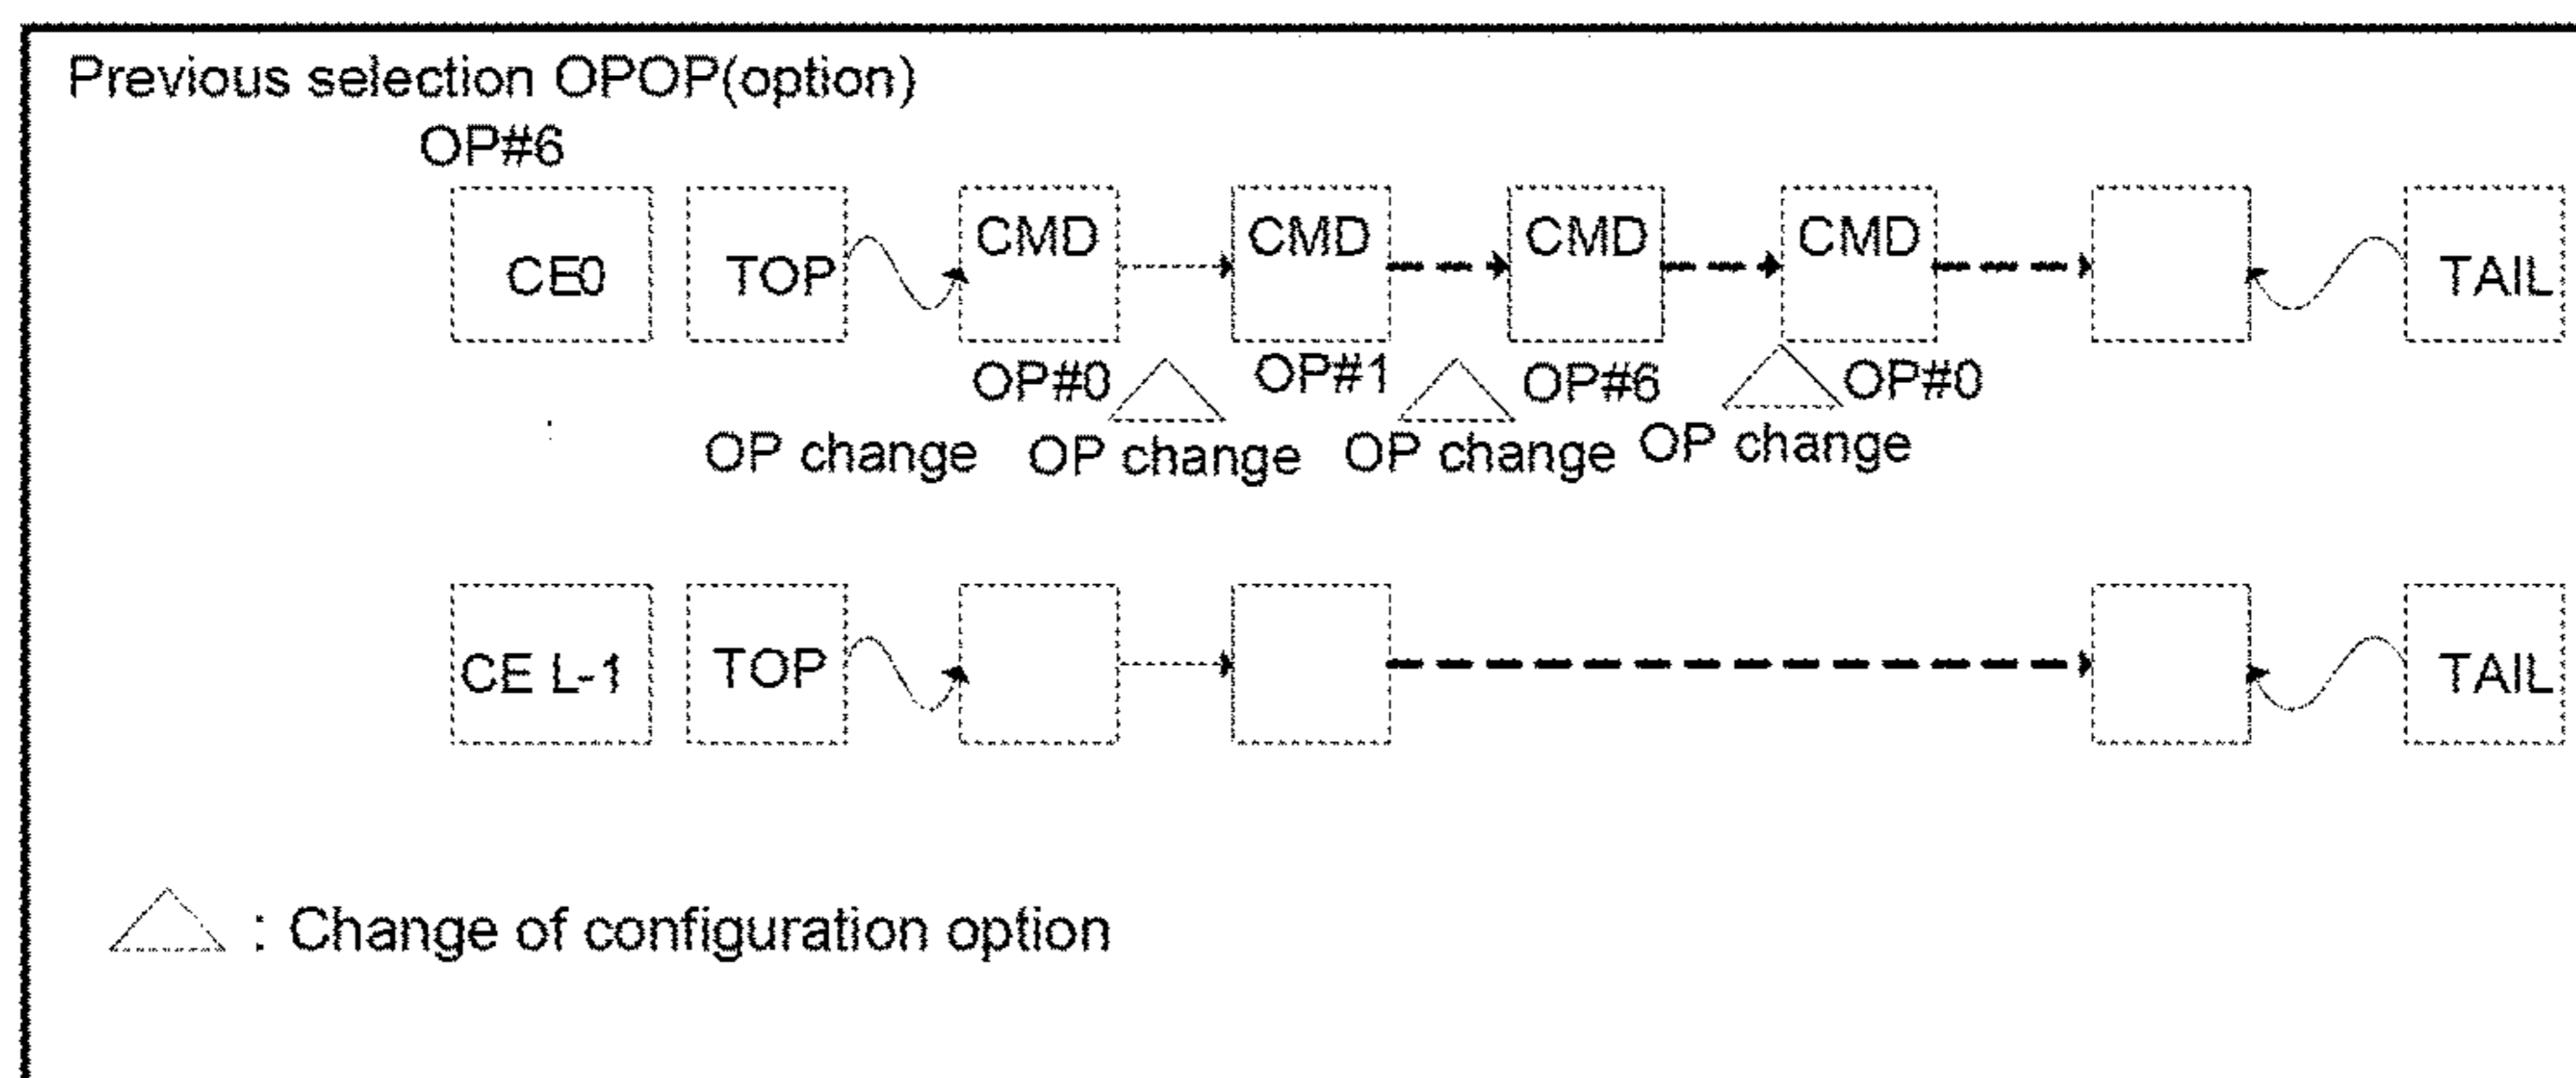 Previous selection OPOP(option)
OP#6
CE0 TOP CMD CMD CMD CMD TAIL
OP#0 OP#1 OP#6 OP#0
OP change OP change OP change OP change
CE L-1 TOP TAIL
: Change of configuration option